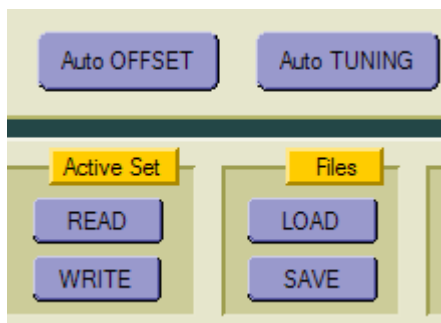 Auto OFFSET
Auto TUNING
Active Set
READ
WRITE
Files
LOAD
SAVE